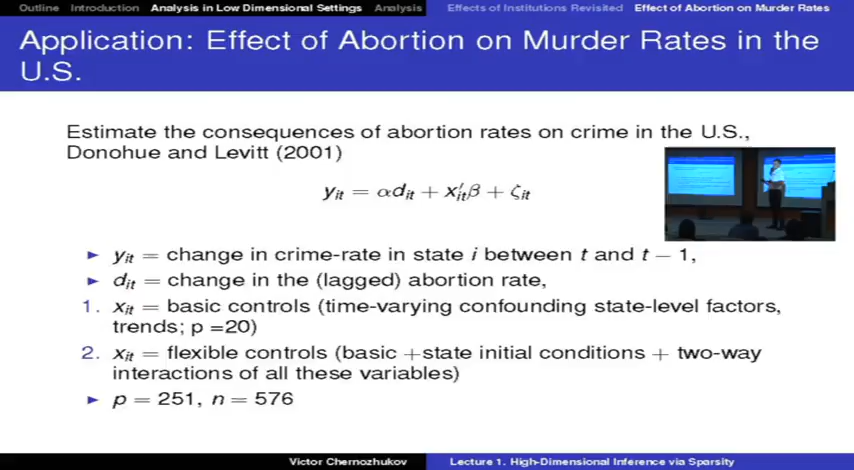 Outline Introduction Analysis in Low Dimensional Settings Analysis Effects of Institutions Revisited Effect of Abortion on Murder Rates
Application: Effect of Abortion on Murder Rates in the
U.S.
Estimate the consequences of abortion rates on crime in the U.S.,
Donohue and Levitt (2001)
y_it = αd_it + x′_it β + ζ_it
► y_it = change in crime-rate in state i between t and t − 1,
► d_it = change in the (lagged) abortion rate,
1. x_it = basic controls (time-varying confounding state-level factors,
trends; p =20)
2. x_it = flexible controls (basic +state initial conditions + two-way
interactions of all these variables)
► p = 251, n = 576
Victor Chernozhukov Lecture 1. High-Dimensional Inference via Sparsity